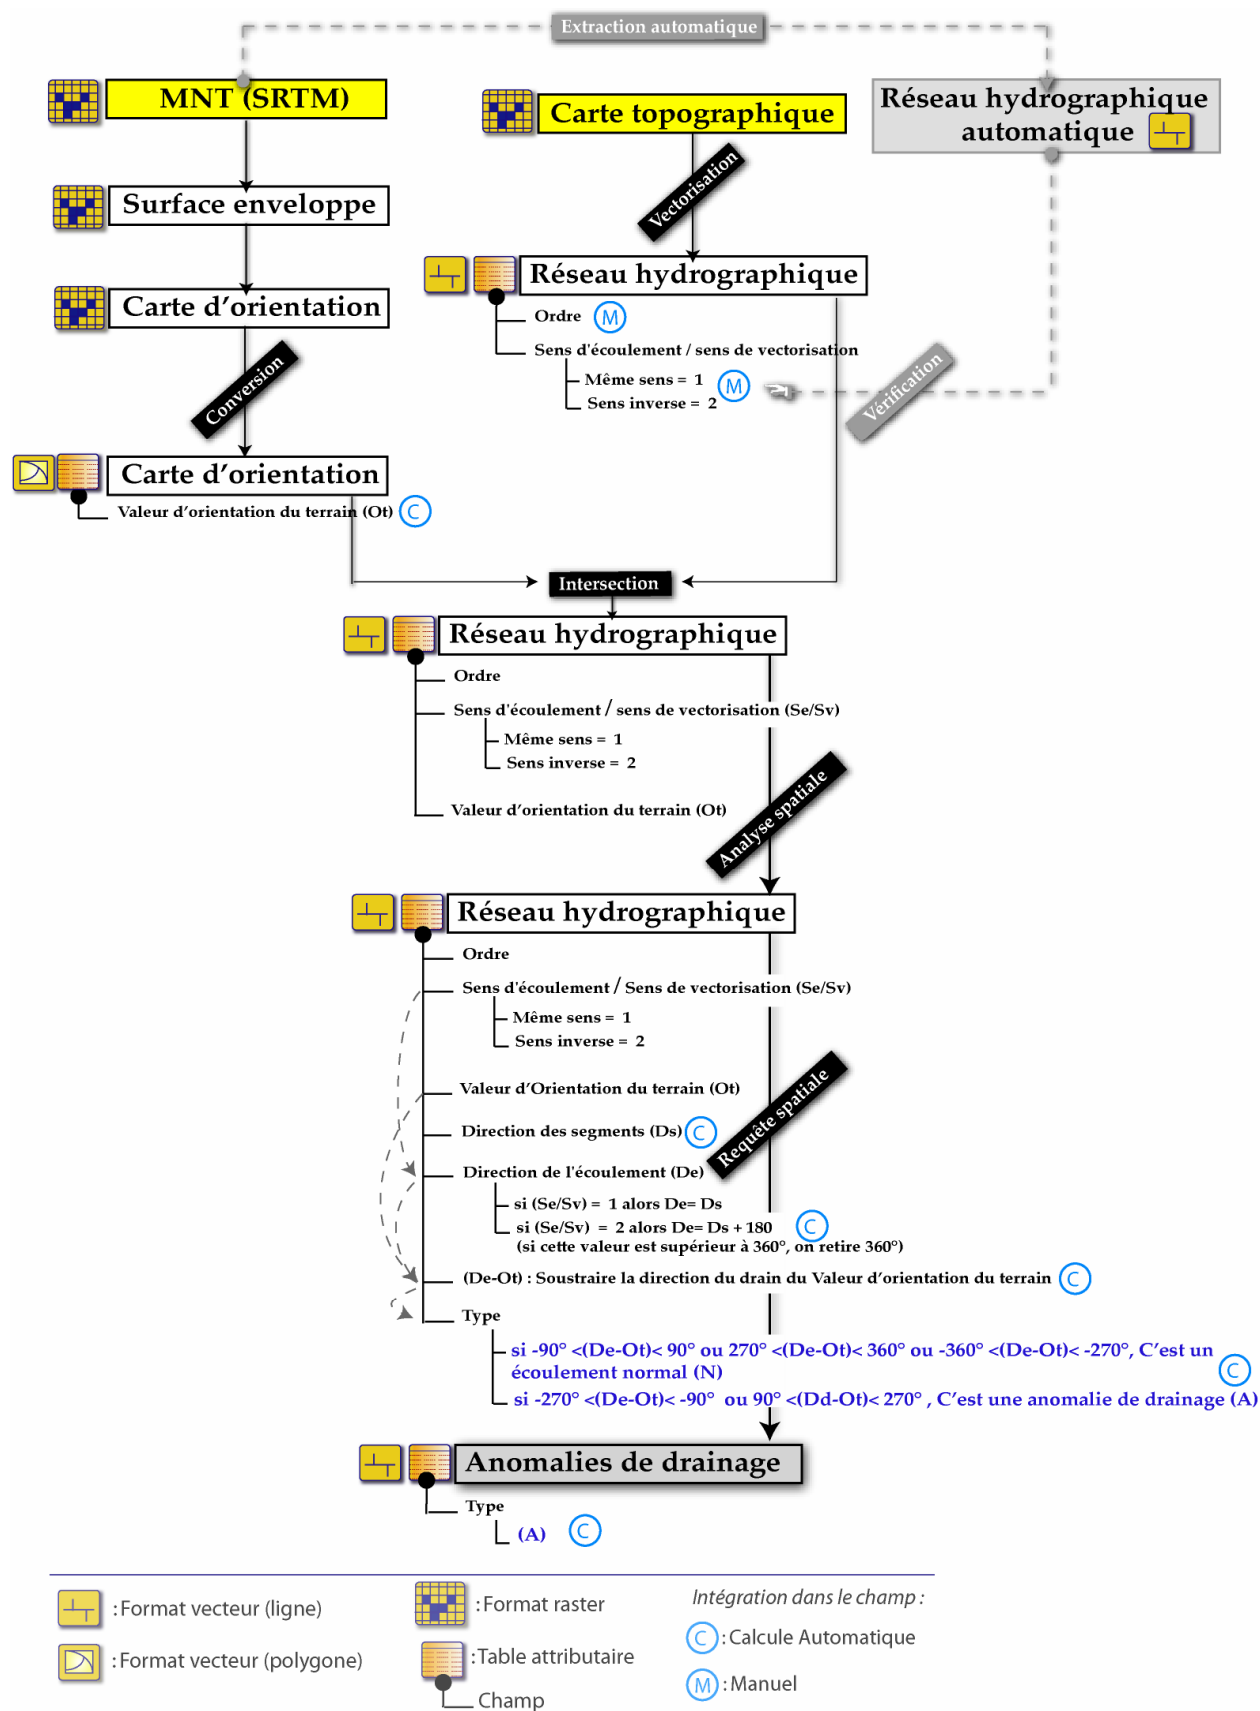 Extraction automatique
MNT (SRTM)
Carte topographique
Réseau hydrographique
automatique
Vectorisation
Surface enveloppe
Réseau hydrographique
Ordre
M
Sens d'écoulement / sens de vectorisation
Même sens = 1
M
Sens inverse = 2
Vérification
Carte d'orientation
Conversion
Carte d'orientation
Valeur d'orientation du terrain (Ot)
C
Intersection
Réseau hydrographique
Ordre
Sens d'écoulement / sens de vectorisation (Se/Sv)
Même sens = 1
Sens inverse = 2
Valeur d'orientation du terrain (Ot)
Analyse spatiale
Réseau hydrographique
Ordre
Sens d'écoulement / Sens de vectorisation (Se/Sv)
Même sens = 1
Sens inverse = 2
Valeur d'Orientation du terrain (Ot)
Direction des segments (Ds)
C
Requête spatiale
Direction de l'écoulement (De)
si (Se/Sv) = 1 alors De= Ds
si (Se/Sv) = 2 alors De= Ds + 180
C
(si cette valeur est supérieur à 360°, on retire 360°)
(De-Ot) : Soustraire la direction du drain du Valeur d'orientation du terrain
C
Type
si -90° <(De-Ot)< 90° ou 270° <(De-Ot)< 360° ou -360° <(De-Ot)< -270°, C'est un
écoulement normal (N)
C
si -270° <(De-Ot)< -90° ou 90° <(Dd-Ot)< 270° , C'est une anomalie de drainage (A)
Anomalies de drainage
Type
(A)
C
: Format vecteur (ligne)
: Format raster
Intégration dans le champ :
C : Calcule Automatique
: Format vecteur (polygone)
: Table attributaire
M : Manuel
Champ